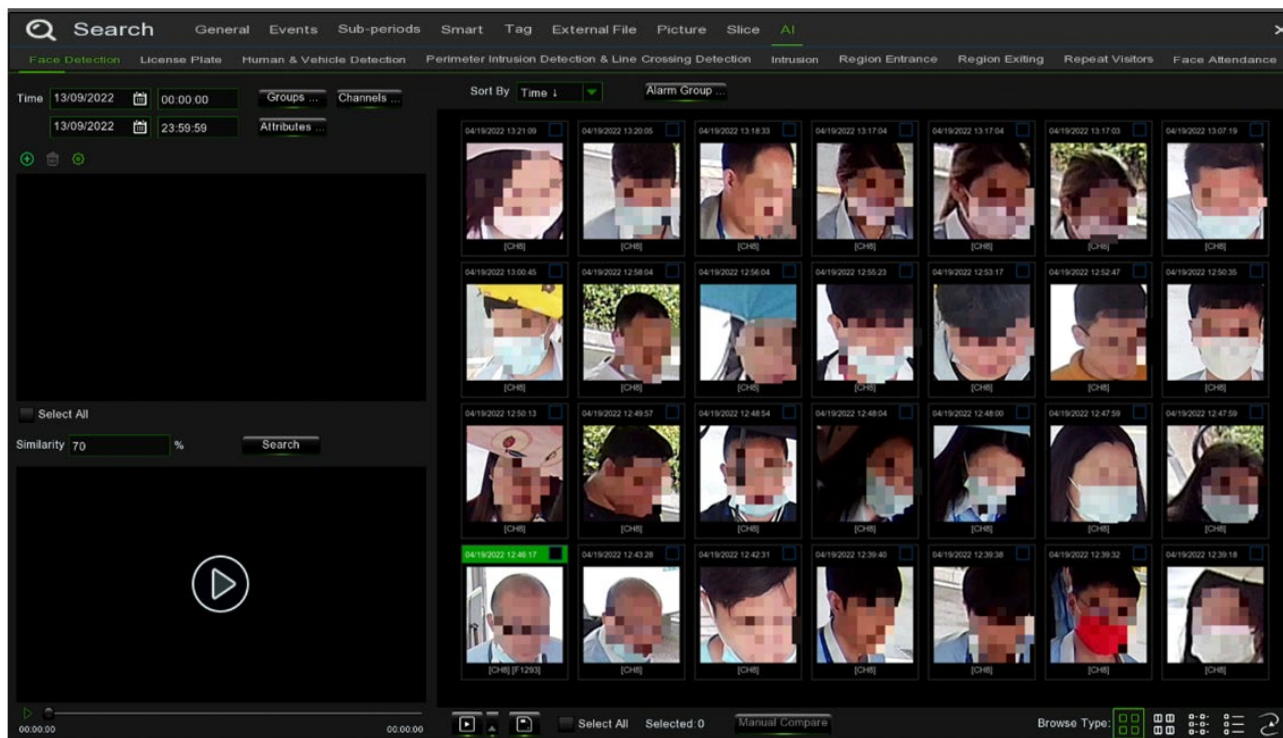 Search General Events Sub-periods Smart Tag External File Picture Slice AI
Face Detection License Plate Human & Vehicle Detection Perimeter Intrusion Detection & Line Crossing Detection Intrusion Region Entrance Region Exiting Repeat Visitors Face Attendance
Time 13/09/2022 00:00:00 Groups ... Channels ...
13/09/2022 23:59:59 Attributes ...
Sort By Time ↓ Alarm Group ...
04/19/2022 13:21:09 04/19/2022 13:20:05 04/19/2022 13:18:33 04/19/2022 13:17:04 04/19/2022 13:17:04 04/19/2022 13:17:03 04/19/2022 13:07:19
[CH8] [CH8] [CH8] [CH8] [CH8] [CH8] [CH8]
04/19/2022 13:00:45 04/19/2022 12:58:04 04/19/2022 12:56:04 04/19/2022 12:55:23 04/19/2022 12:53:17 04/19/2022 12:52:47 04/19/2022 12:50:35
[CH8] [CH8] [CH8] [CH8] [CH8] [CH8] [CH8]
04/19/2022 12:50:13 04/19/2022 12:49:57 04/19/2022 12:48:54 04/19/2022 12:48:04 04/19/2022 12:48:00 04/19/2022 12:47:59 04/19/2022 12:47:59
[CH8] [CH8] [CH8] [CH8] [CH8] [CH8] [CH8]
04/19/2022 12:46:17 04/19/2022 12:43:28 04/19/2022 12:42:31 04/19/2022 12:39:40 04/19/2022 12:39:38 04/19/2022 12:39:32 04/19/2022 12:39:18
[CH8] [F1293] [CH8] [CH8] [CH8] [CH8] [CH8] [CH8]
Select All
Similarity 70 % Search
00:00:00 00:00:00
Select All Selected: 0 Manual Compare Browse Type: